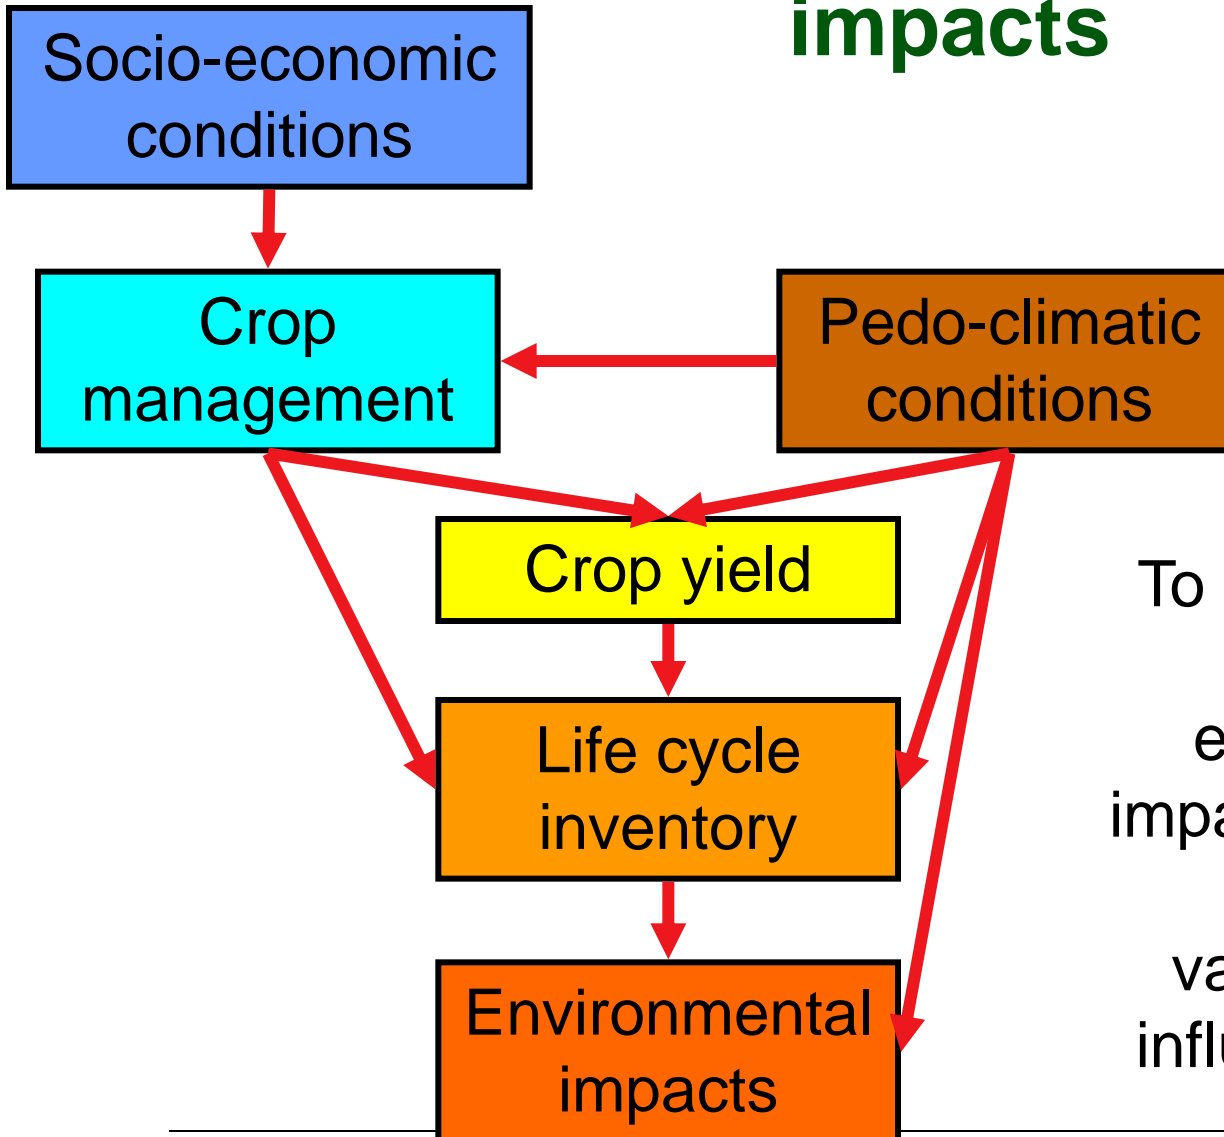 impacts
Socio-economic
conditions
Crop
management
Pedo-climatic
conditions
Crop yield
To
Life cycle
inventory
Environmental
impacts